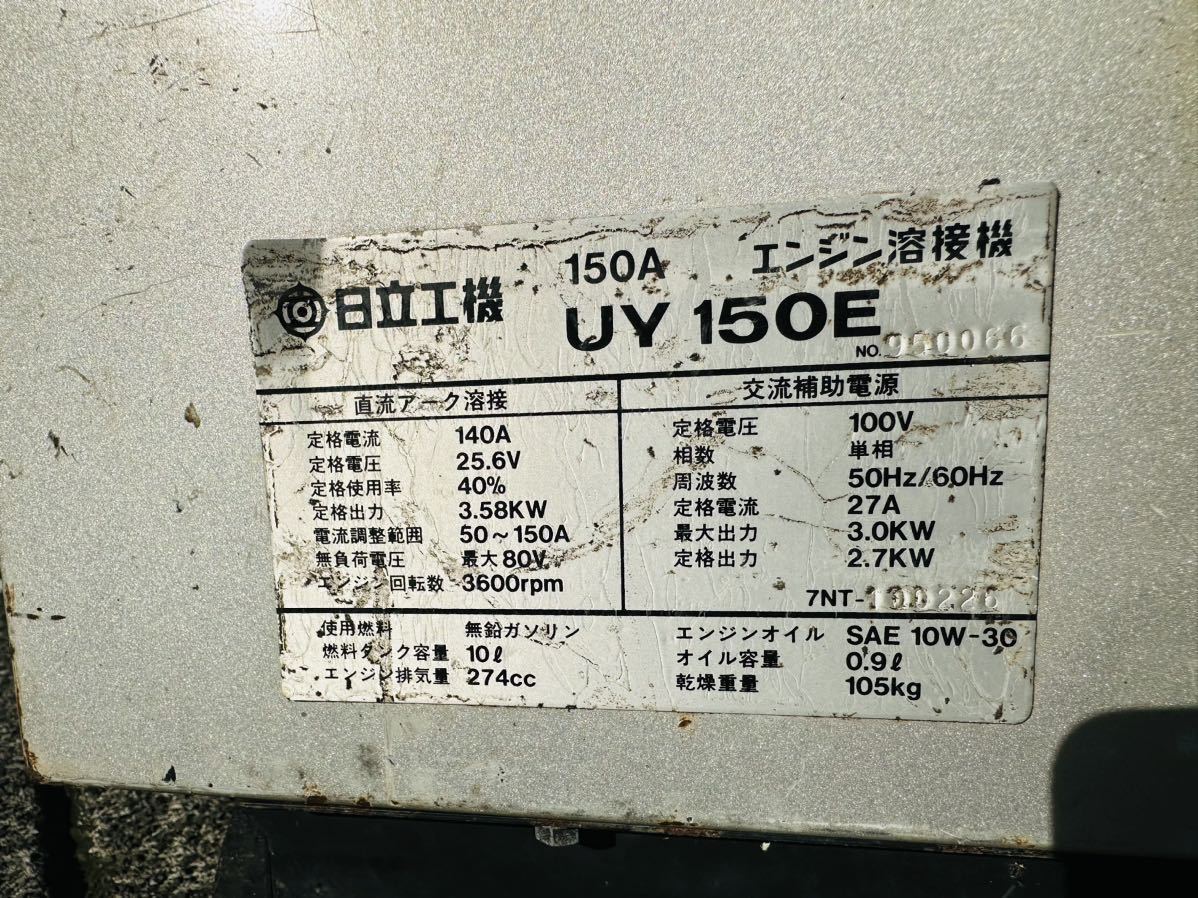 日立工機 150A エンジン溶接機
UY 150E
NO. 950066
直流アーク溶接
定格電流 140A
定格電圧 25.6V
定格使用率 40%
定格出力 3.58KW
電流調整範囲 50～150A
無負荷電圧 最大80V
エンジン回転数 3600rpm
交流補助電源
定格電圧 100V
相数 単相
周波数 50Hz/60Hz
定格電流 27A
最大出力 3.0KW
定格出力 2.7KW
7NT-100226
使用燃料 無鉛ガソリン
燃料タンク容量 10ℓ
エンジン排気量 274cc
エンジンオイル SAE 10W-30
オイル容量 0.9ℓ
乾燥重量 105kg